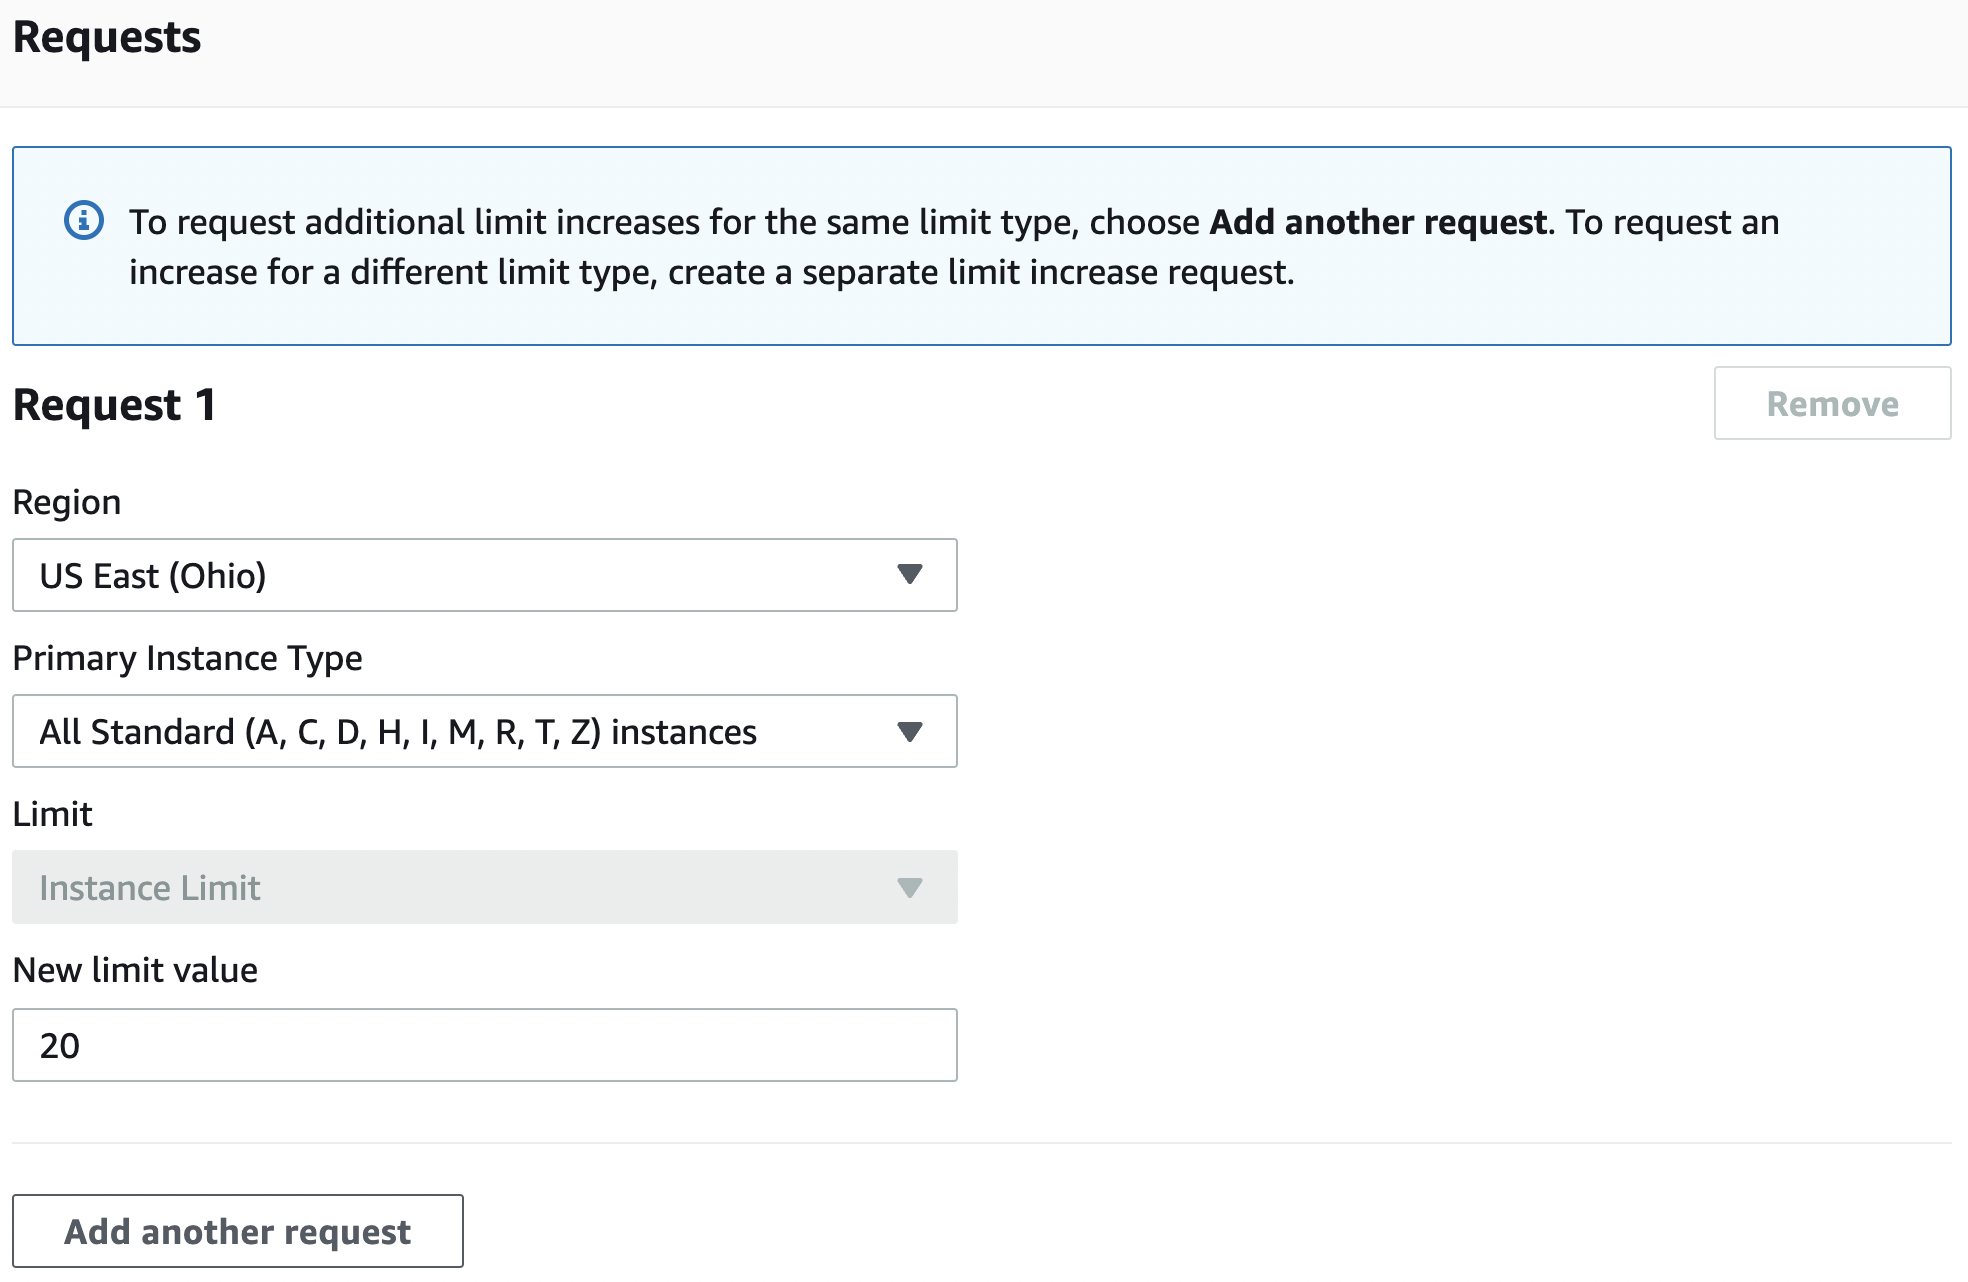 Requests
To request additional limit increases for the same limit type, choose Add another request. To request an
increase for a different limit type, create a separate limit increase request.
Request 1
Remove
Region
US East (Ohio)
Primary Instance Type
All Standard (A, C, D, H, I, M, R, T, Z) instances
Limit
Instance Limit
New limit value
20
Add another request